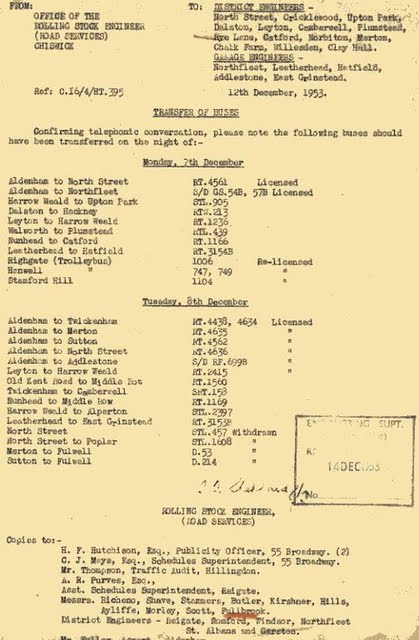 FROM: TO: DISTRICT ENGINEERS -
OFFICE OF THE North Street, Cricklewood, Upton Park,
ROLLING STOCK ENGINEER Dalston, Leyton, Camberwell, Plumstead,
(ROAD SERVICES) Rye Lane, Catford, Norbiton, Merton,
CHISWICK Chalk Farm, Willesden, Clay Hall.
GARAGE ENGINEERS -
Northfleet, Leatherhead, Hatfield,
Addlestone, East Grinstead.
Ref: C.16/4/RT.395 12th December, 1953.
TRANSFER OF BUSES
Confirming telephonic conversation, please note the following buses should
have been transferred on the night of:-
Monday, 7th December
Aldenham to North Street RT.4561 Licensed
Aldenham to Northfleet S/D GS.54B, 57B Licensed
Harrow Weald to Upton Park STL.905
Dalston to Hackney RTW.213
Leyton to Harrow Weald RT.1236
Walworth to Plumstead RTL.439
Nunhead to Catford RT.1166
Leatherhead to Hatfield RT.3154B
Highgate (Trolleybus) 1006 Re-licensed
Hanwell " 747, 749 "
Stamford Hill 1104 "
Tuesday, 8th December
Aldenham to Twickenham RT.4438, 4634 Licensed
Aldenham to Merton RT.4635 "
Aldenham to Sutton RT.4562 "
Aldenham to North Street RT.4636 "
Aldenham to Addlestone S/D RF.699B "
Leyton to Harrow Weald RT.2415 "
Old Kent Road to Middle Row RT.1560
Twickenham to Camberwell SRT.158
Nunhead to Middle Row RT.1169
Harrow Weald to Alperton STL.2397
Leatherhead to East Grinstead RT.3153B
North Street STL.457 Withdrawn
North Street to Poplar STL.1608 "
Merton to Fulwell D.53 "
Sutton to Fulwell D.214 "
SUPT.
14 DEC 1953
No
ROLLING STOCK ENGINEER,
(ROAD SERVICES)
Copies to:-
H. F. Hutchison, Esq., Publicity Officer, 55 Broadway. (2)
C. J. Mays, Esq., Schedules Superintendent, 55 Broadway.
Mr. Thompson, Traffic Audit, Hillingdon.
A. R. Purves, Esq.,
Asst. Schedules Superintendent, Reigate.
Messrs. Bicheno, Shave, Stammers, Butler, Kirshner, Hills,
Ayliffe, Morley, Scott, Fulbrook.
District Engineers - Reigate, Romford, Windsor, Northfleet
St. Albans and Garston.